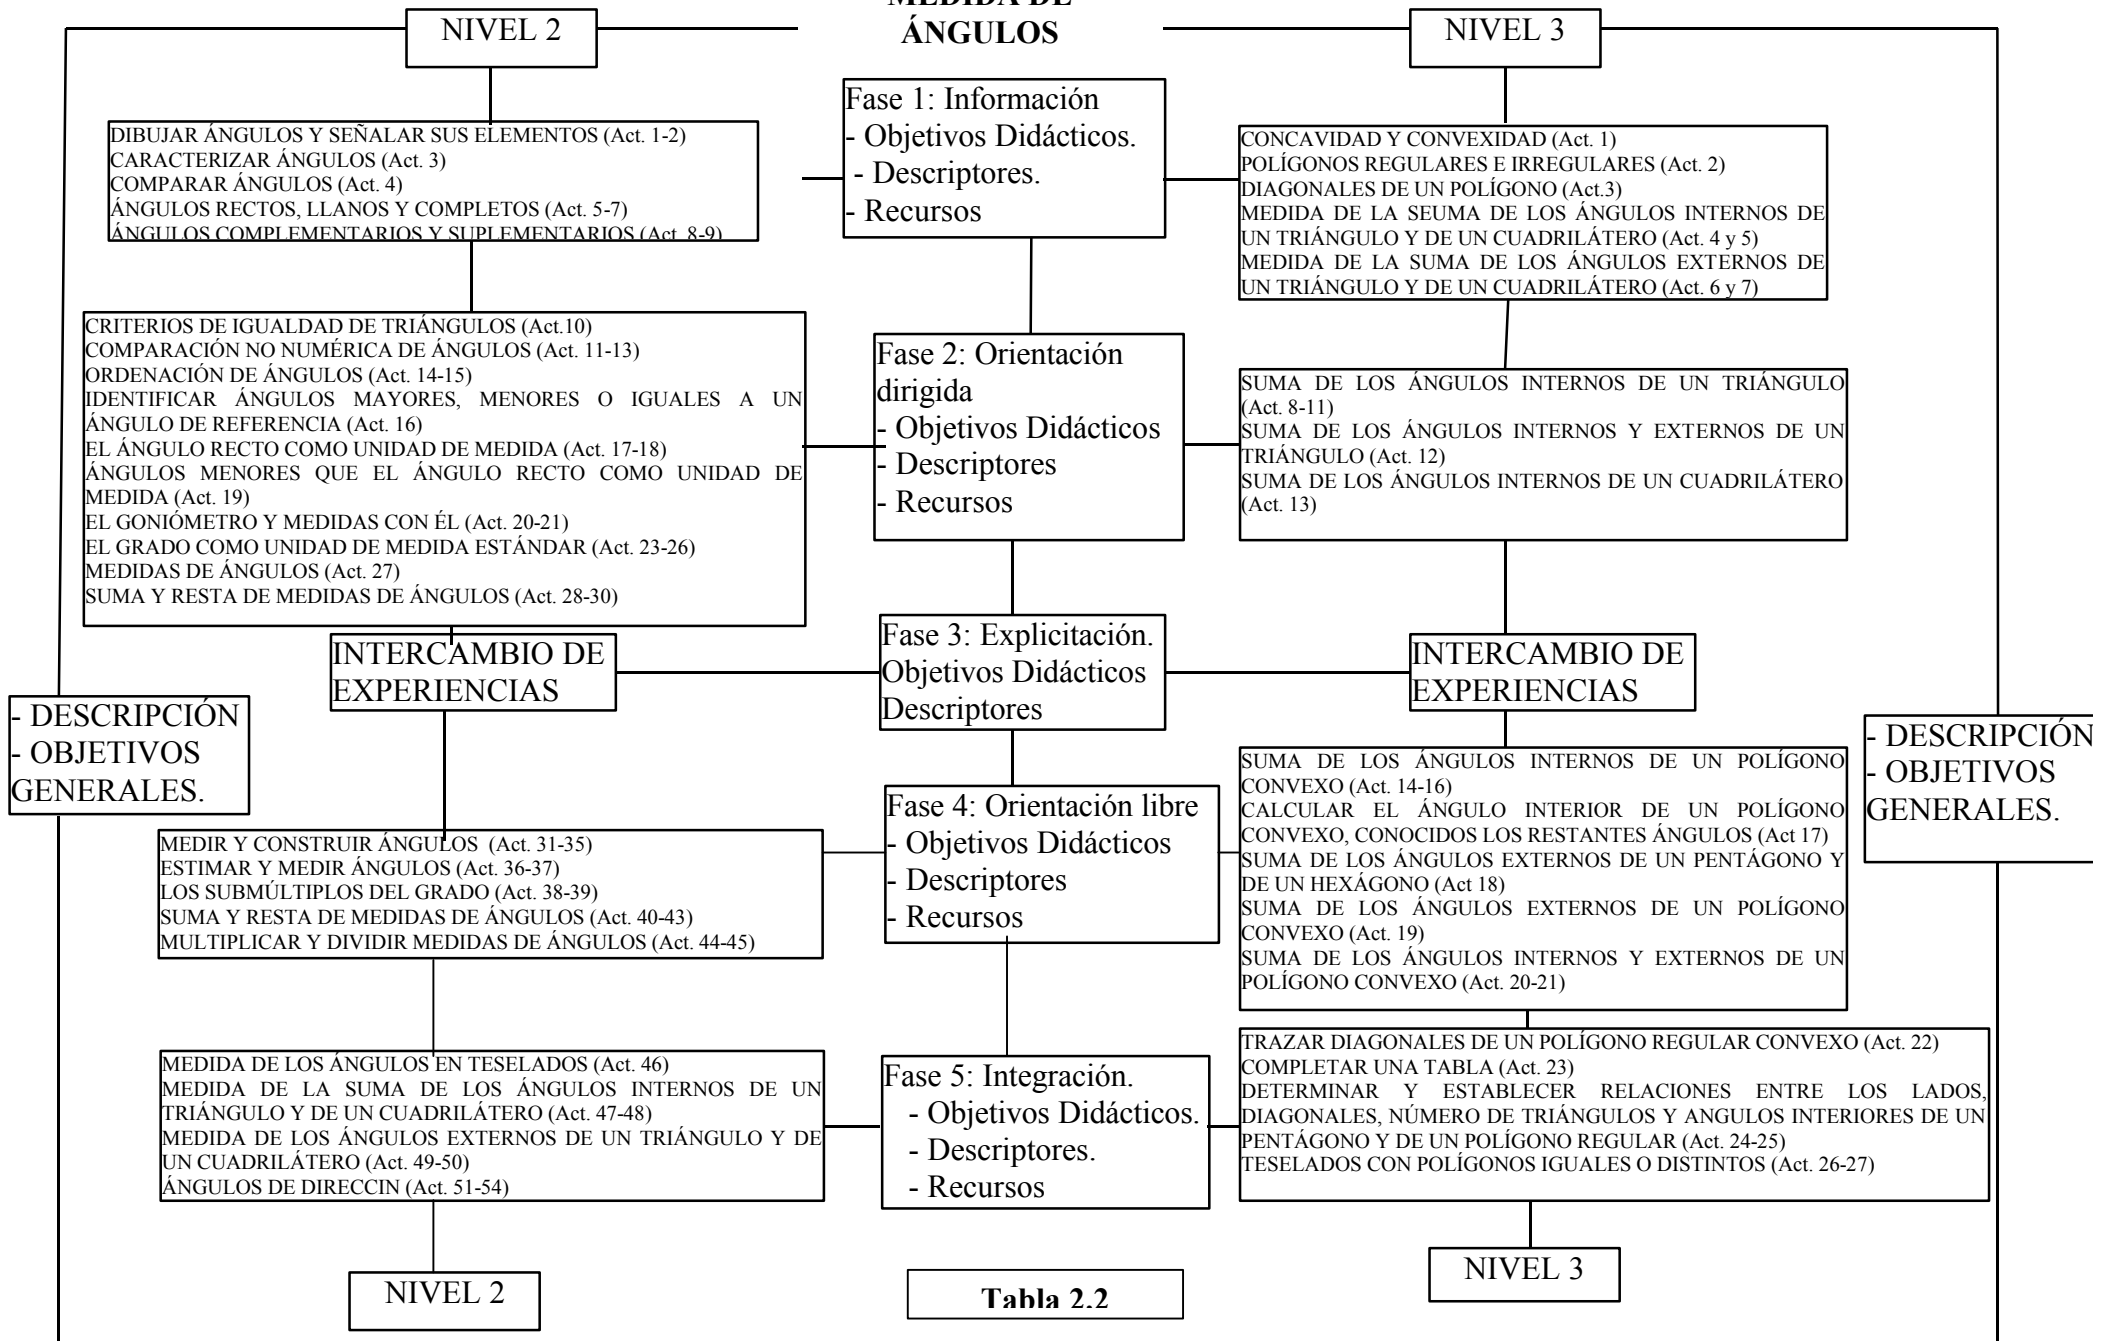 MEDIDA DE
ÁNGULOS
NIVEL 2
NIVEL 3
Fase 1: Información
- Objetivos Didácticos.
- Descriptores.
- Recursos
DIBUJAR ÁNGULOS Y SEÑALAR SUS ELEMENTOS (Act. 1-2)
CARACTERIZAR ÁNGULOS (Act. 3)
COMPARAR ÁNGULOS (Act. 4)
ÁNGULOS RECTOS, LLANOS Y COMPLETOS (Act. 5-7)
ÁNGULOS COMPLEMENTARIOS Y SUPLEMENTARIOS (Act. 8-9)
CONCAVIDAD Y CONVEXIDAD (Act. 1)
POLÍGONOS REGULARES E IRREGULARES (Act. 2)
DIAGONALES DE UN POLÍGONO (Act.3)
MEDIDA DE LA SEUMA DE LOS ÁNGULOS INTERNOS DE
UN TRIÁNGULO Y DE UN CUADRILÁTERO (Act. 4 y 5)
MEDIDA DE LA SUMA DE LOS ÁNGULOS EXTERNOS DE
UN TRIÁNGULO Y DE UN CUADRILÁTERO (Act. 6 y 7)
CRITERIOS DE IGUALDAD DE TRIÁNGULOS (Act.10)
COMPARACIÓN NO NUMÉRICA DE ÁNGULOS (Act. 11-13)
ORDENACIÓN DE ÁNGULOS (Act. 14-15)
IDENTIFICAR ÁNGULOS MAYORES, MENORES O IGUALES A UN
ÁNGULO DE REFERENCIA (Act. 16)
EL ÁNGULO RECTO COMO UNIDAD DE MEDIDA (Act. 17-18)
ÁNGULOS MENORES QUE EL ÁNGULO RECTO COMO UNIDAD DE
MEDIDA (Act. 19)
EL GONIÓMETRO Y MEDIDAS CON ÉL (Act. 20-21)
EL GRADO COMO UNIDAD DE MEDIDA ESTÁNDAR (Act. 23-26)
MEDIDAS DE ÁNGULOS (Act. 27)
SUMA Y RESTA DE MEDIDAS DE ÁNGULOS (Act. 28-30)
Fase 2: Orientación
dirigida
- Objetivos Didácticos
- Descriptores
- Recursos
SUMA DE LOS ÁNGULOS INTERNOS DE UN TRIÁNGULO
(Act. 8-11)
SUMA DE LOS ÁNGULOS INTERNOS Y EXTERNOS DE UN
TRIÁNGULO (Act. 12)
SUMA DE LOS ÁNGULOS INTERNOS DE UN CUADRILÁTERO
(Act. 13)
INTERCAMBIO DE
EXPERIENCIAS
Fase 3: Explicitación.
Objetivos Didácticos
Descriptores
INTERCAMBIO DE
EXPERIENCIAS
- DESCRIPCIÓN
- OBJETIVOS
GENERALES.
- DESCRIPCIÓN
- OBJETIVOS
GENERALES.
MEDIR Y CONSTRUIR ÁNGULOS (Act. 31-35)
ESTIMAR Y MEDIR ÁNGULOS (Act. 36-37)
LOS SUBMÚLTIPLOS DEL GRADO (Act. 38-39)
SUMA Y RESTA DE MEDIDAS DE ÁNGULOS (Act. 40-43)
MULTIPLICAR Y DIVIDIR MEDIDAS DE ÁNGULOS (Act. 44-45)
Fase 4: Orientación libre
- Objetivos Didácticos
- Descriptores
- Recursos
SUMA DE LOS ÁNGULOS INTERNOS DE UN POLÍGONO
CONVEXO (Act. 14-16)
CALCULAR EL ÁNGULO INTERIOR DE UN POLÍGONO
CONVEXO, CONOCIDOS LOS RESTANTES ÁNGULOS (Act 17)
SUMA DE LOS ÁNGULOS EXTERNOS DE UN PENTÁGONO Y
DE UN HEXÁGONO (Act 18)
SUMA DE LOS ÁNGULOS EXTERNOS DE UN POLÍGONO
CONVEXO (Act. 19)
SUMA DE LOS ÁNGULOS INTERNOS Y EXTERNOS DE UN
POLÍGONO CONVEXO (Act. 20-21)
MEDIDA DE LOS ÁNGULOS EN TESELADOS (Act. 46)
MEDIDA DE LA SUMA DE LOS ÁNGULOS INTERNOS DE UN
TRIÁNGULO Y DE UN CUADRILÁTERO (Act. 47-48)
MEDIDA DE LOS ÁNGULOS EXTERNOS DE UN TRIÁNGULO Y DE
UN CUADRILÁTERO (Act. 49-50)
ÁNGULOS DE DIRECCIN (Act. 51-54)
Fase 5: Integración.
- Objetivos Didácticos.
- Descriptores.
- Recursos
TRAZAR DIAGONALES DE UN POLÍGONO REGULAR CONVEXO (Act. 22)
COMPLETAR UNA TABLA (Act. 23)
DETERMINAR Y ESTABLECER RELACIONES ENTRE LOS LADOS,
DIAGONALES, NÚMERO DE TRIÁNGULOS Y ANGULOS INTERIORES DE UN
PENTÁGONO Y DE UN POLÍGONO REGULAR (Act. 24-25)
TESELADOS CON POLÍGONOS IGUALES O DISTINTOS (Act. 26-27)
NIVEL 2
Tabla 2.2
NIVEL 3